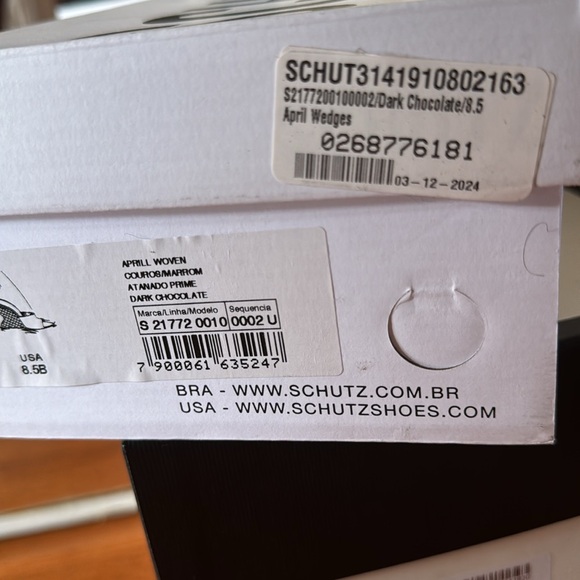 SCHUT3141910802163
S2177200100002/Dark Chocolate/8.5
April Wedges
0268776181
03-12-2024
APRILL WOVEN
COUROS/MARROM
ATANADO PRIME
DARK CHOCOLATE
Marca/Linha/Modelo Sequencia
S 21772 0010 0002 U
7 900061 635247
USA
8.5B
BRA - WWW.SCHUTZ.COM.BR
USA - WWW.SCHUTZSHOES.COM